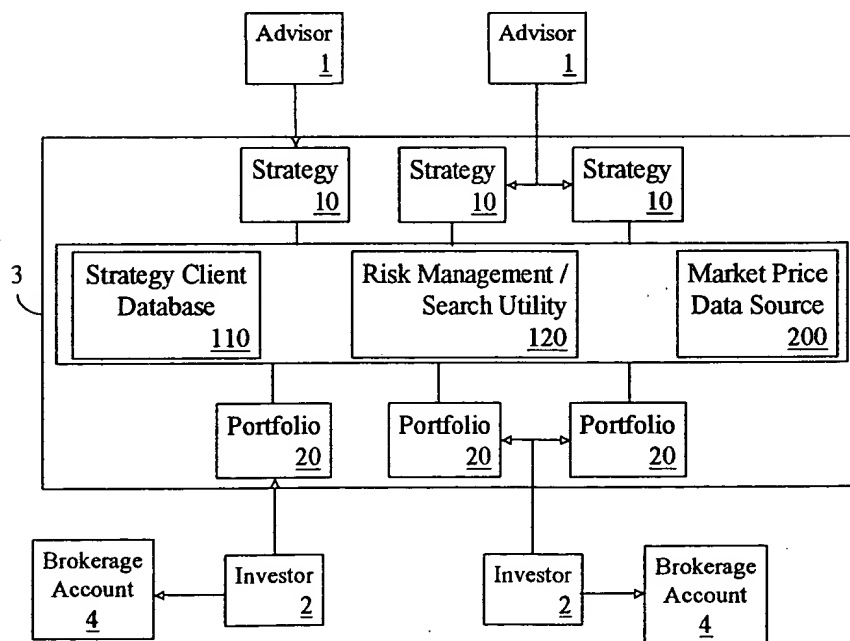 Advisor
1
Advisor
1
Strategy
10
Strategy
10
Strategy
10
3
Strategy Client
Database
110
Risk Management /
Search Utility
120
Market Price
Data Source
200
Portfolio
20
Portfolio
20
Portfolio
20
Brokerage
Account
4
Investor
2
Investor
2
Brokerage
Account
4